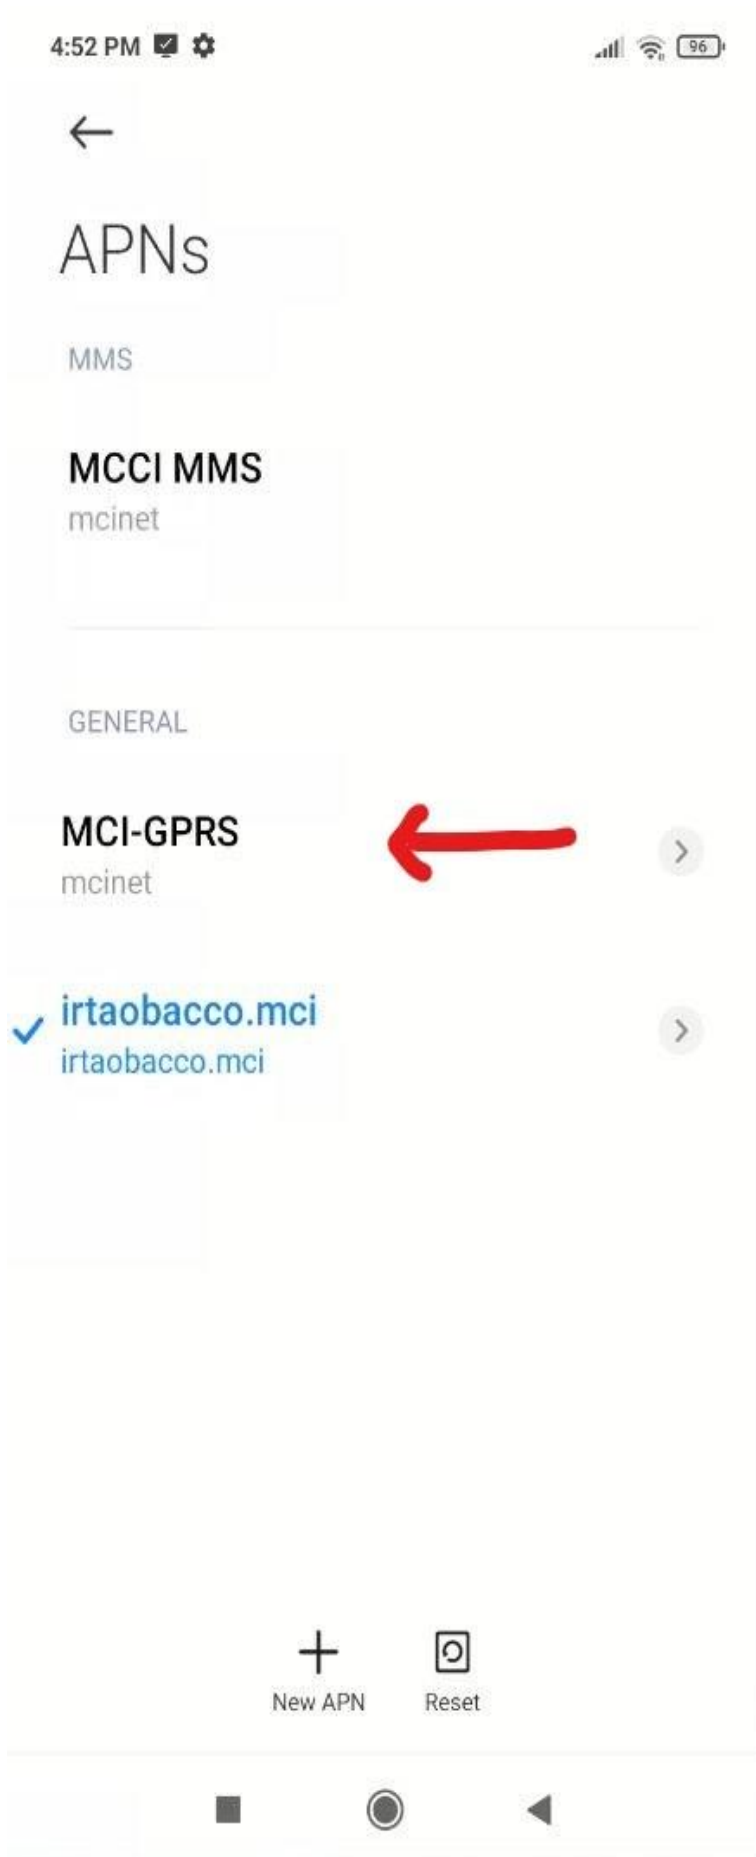 4:52 PM
96
APNs
MMS
MCCI MMS
mcinet
GENERAL
MCI-GPRS
mcinet
irtaobacco.mci
irtaobacco.mci
New APN
Reset